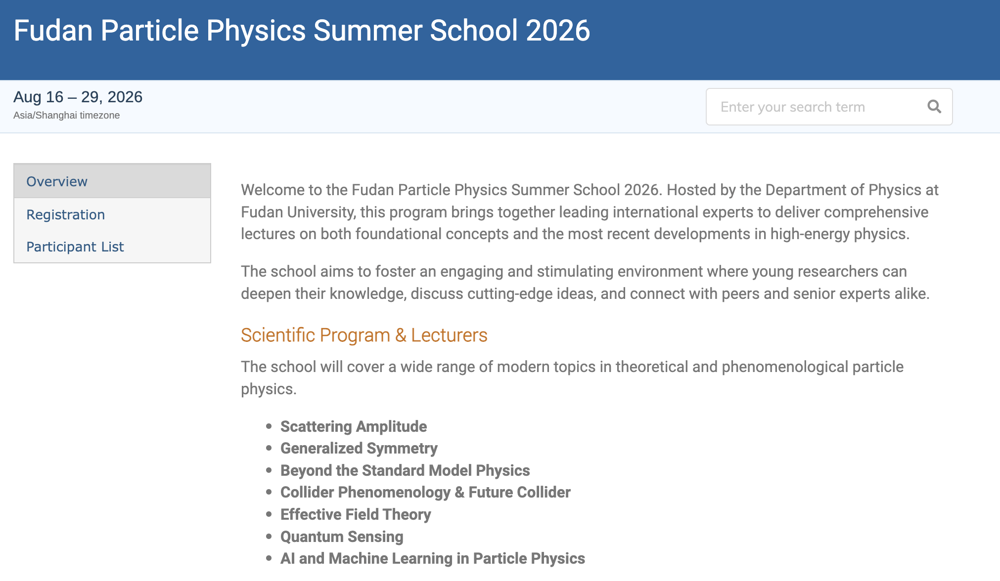 Fudan Particle Physics Summer School 2026
Aug 16 – 29, 2026
Asia/Shanghai timezone
Enter your search term
Overview
Registration
Participant List
Welcome to the Fudan Particle Physics Summer School 2026. Hosted by the Department of Physics at
Fudan University, this program brings together leading international experts to deliver comprehensive
lectures on both foundational concepts and the most recent developments in high-energy physics.
The school aims to foster an engaging and stimulating environment where young researchers can
deepen their knowledge, discuss cutting-edge ideas, and connect with peers and senior experts alike.
Scientific Program & Lecturers
The school will cover a wide range of modern topics in theoretical and phenomenological particle
physics.
• Scattering Amplitude
• Generalized Symmetry
• Beyond the Standard Model Physics
• Collider Phenomenology & Future Collider
• Effective Field Theory
• Quantum Sensing
• AI and Machine Learning in Particle Physics